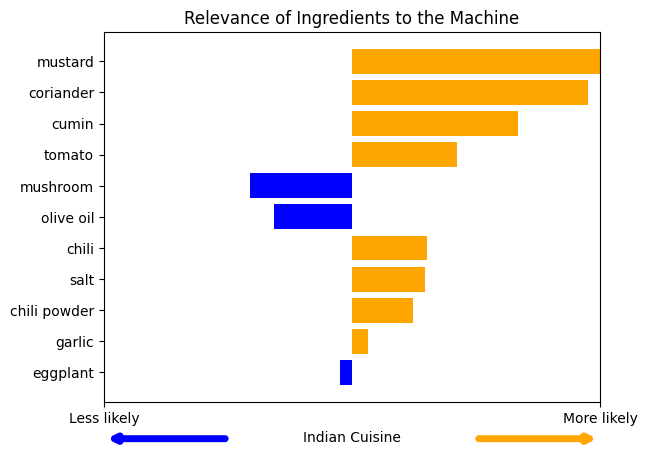 Relevance of Ingredients to the Machine
mustard
coriander
cumin
tomato
mushroom
olive oil
chili
salt
chili powder
garlic
eggplant
Less likely
More likely
Indian Cuisine